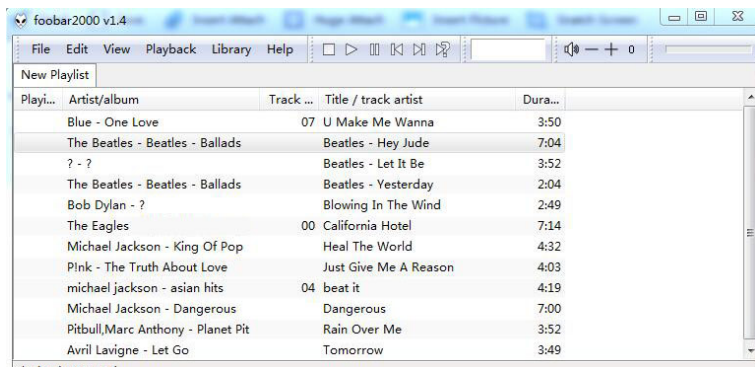 foobar2000 v1.4
File Edit View Playback Library Help 0
New Playlist
Playi... Artist/album Track ... Title / track artist Dura...
Blue - One Love 07 U Make Me Wanna 3:50
The Beatles - Beatles - Ballads Beatles - Hey Jude 7:04
? - ? Beatles - Let It Be 3:52
The Beatles - Beatles - Ballads Beatles - Yesterday 2:04
Bob Dylan - ? Blowing In The Wind 2:49
The Eagles 00 California Hotel 7:14
Michael Jackson - King Of Pop Heal The World 4:32
P!nk - The Truth About Love Just Give Me A Reason 4:03
michael jackson - asian hits 04 beat it 4:19
Michael Jackson - Dangerous Dangerous 7:00
Pitbull,Marc Anthony - Planet Pit Rain Over Me 3:52
Avril Lavigne - Let Go Tomorrow 3:49